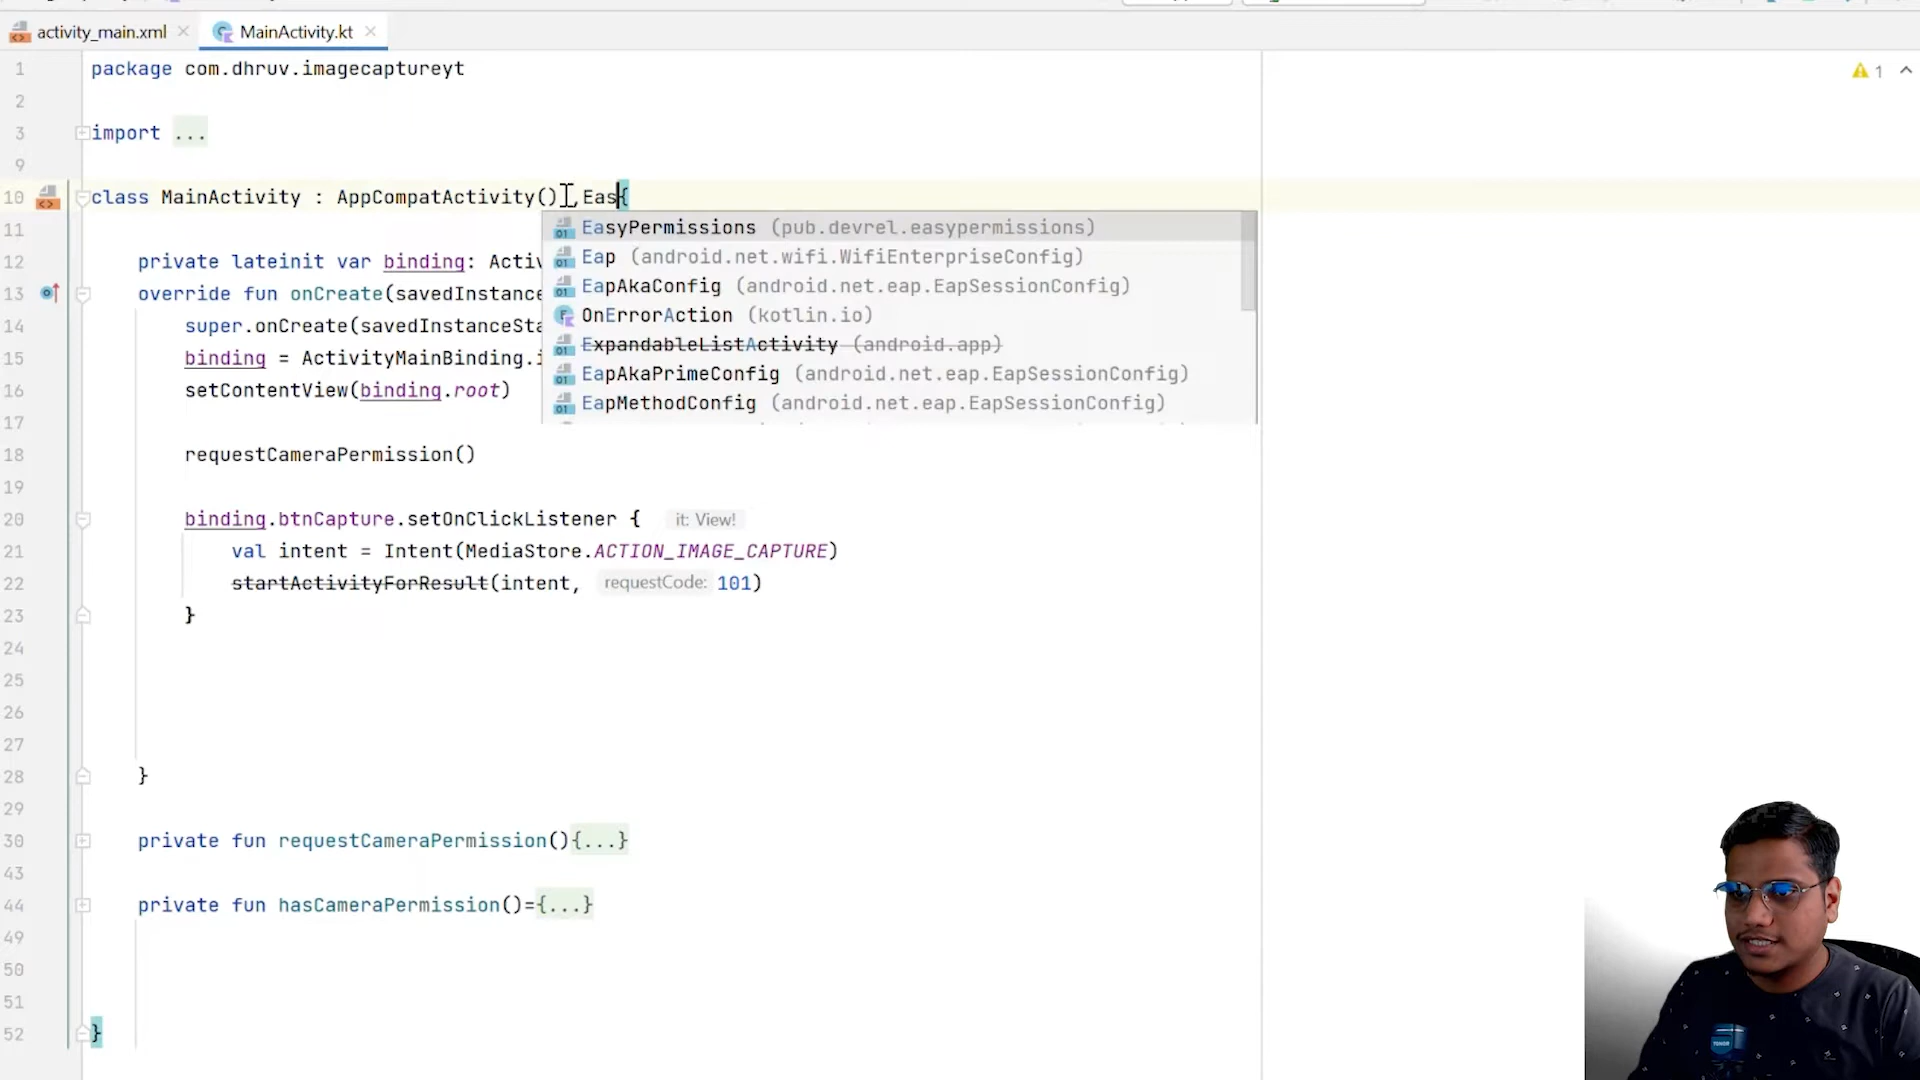 activity_main.xml
MainActivity.kt
1 package com.dhruv.imagecaptureyt
1
2
3 import ...
9
10 class MainActivity : AppCompatActivity(),Eas{
EasyPermissions (pub.devrel.easypermissions)
Eap (android.net.wifi.WifiEnterpriseConfig)
EapAkaConfig (android.net.eap.EapSessionConfig)
OnErrorAction (kotlin.io)
ExpandableListActivity (android.app)
EapAkaPrimeConfig (android.net.eap.EapSessionConfig)
EapMethodConfig (android.net.eap.EapSessionConfig)
11
12 private lateinit var binding: Activ
13 override fun onCreate(savedInstance
14 super.onCreate(savedInstanceSta
15 binding = ActivityMainBinding.i
16 setContentView(binding.root)
17
18 requestCameraPermission()
19
20 binding.btnCapture.setOnClickListener { it: View!
21 val intent = Intent(MediaStore.ACTION_IMAGE_CAPTURE)
22 startActivityForResult(intent, requestCode: 101)
23 }
24
25
26
27
28 }
29
30 private fun requestCameraPermission(){...}
43
44 private fun hasCameraPermission()={...}
49
50
51
52 }
TONOR